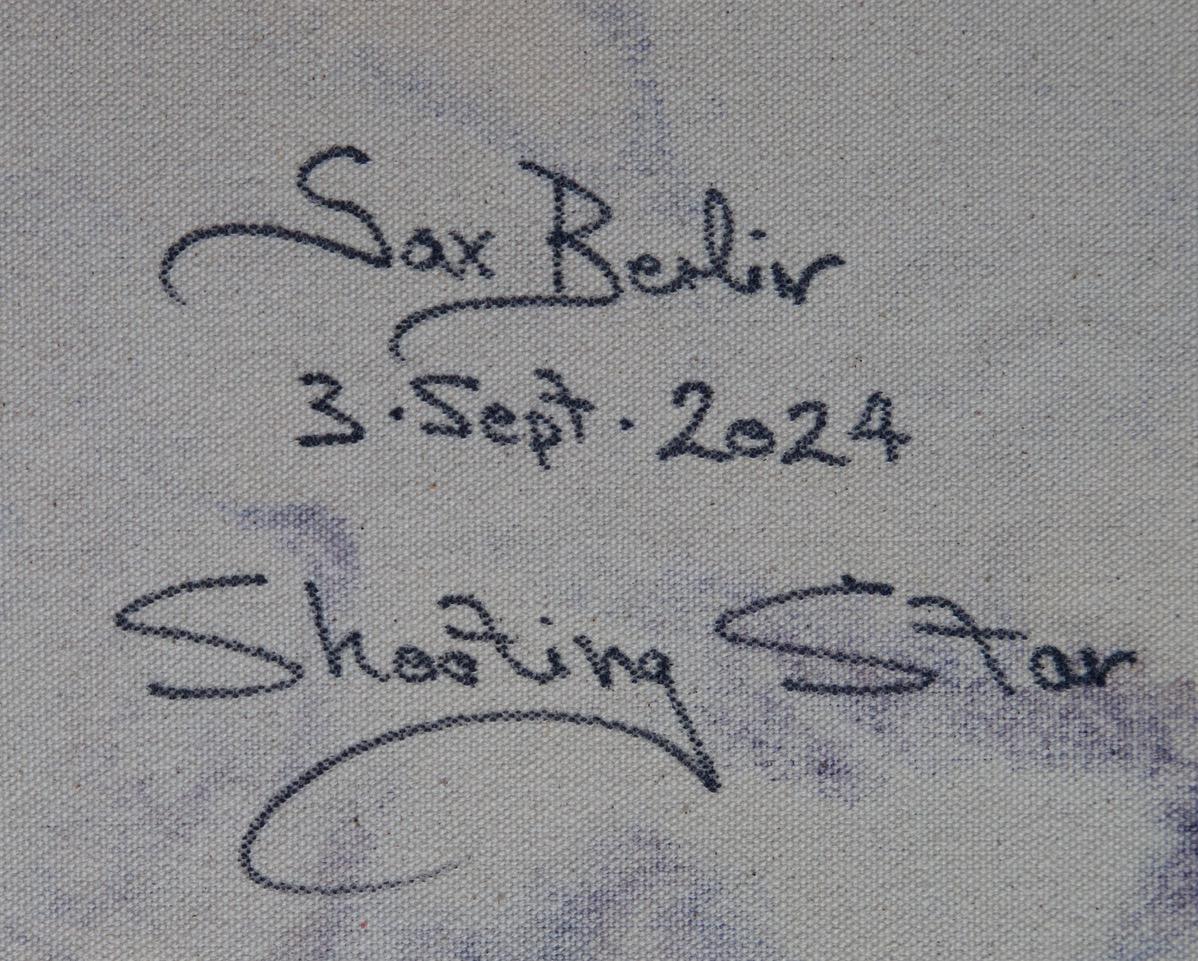 Sax Berlin
3. Sept. 2024
Shooting Star